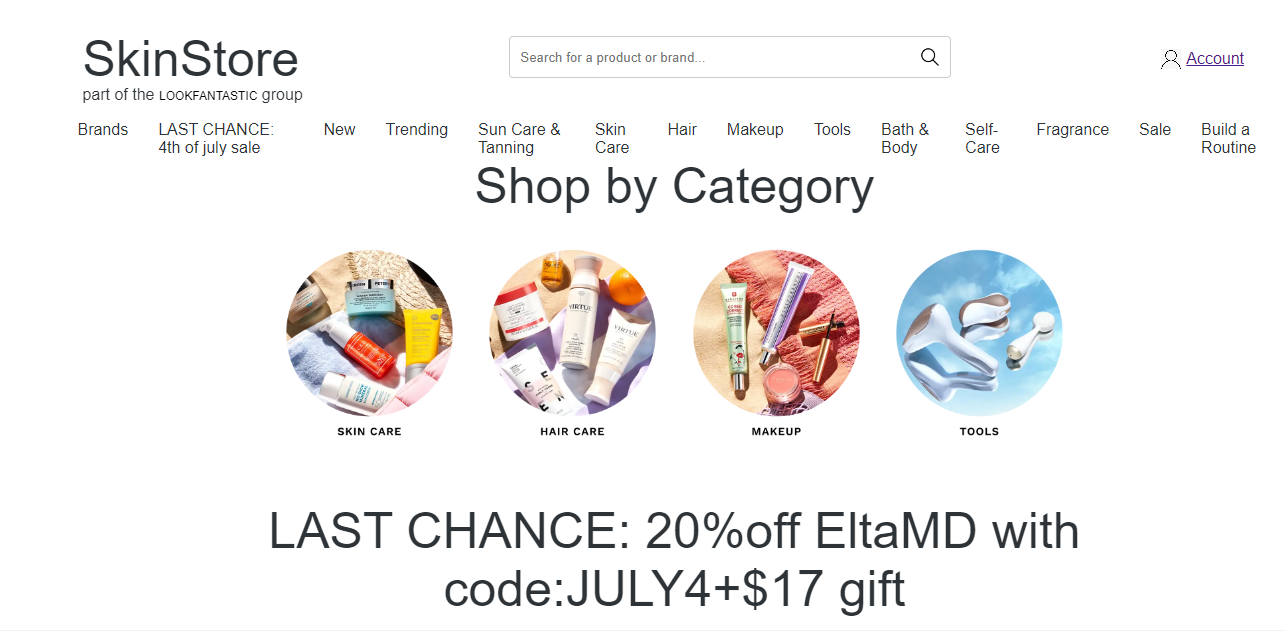 SkinStore
part of the LOOKFANTASTIC group
Search for a product or brand...
Account
Brands
LAST CHANCE:
4th of july sale
New
Trending
Sun Care &
Tanning
Skin
Care
Hair
Makeup
Tools
Bath &
Body
Self-
Care
Fragrance
Sale
Build a
Routine
Shop by Category
VIRTUE
VIRTUE
SKIN CARE
HAIR CARE
MAKEUP
TOOLS
LAST CHANCE: 20%off EltaMD with
code:JULY4+$17 gift